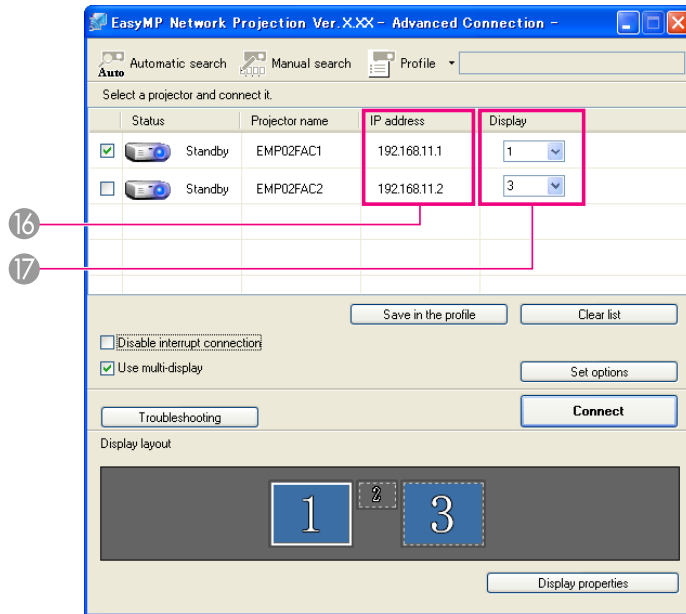 EasyMP Network Projection Ver.X.XX - Advanced Connection -
Auto Automatic search Manual search Profile
Select a projector and connect it.
Status Projector name IP address Display
Standby EMP02FAC1 192.168.11.1 1
Standby EMP02FAC2 192.168.11.2 3
16
17
Save in the profile Clear list
Disable interrupt connection
Use multi-display Set options
Troubleshooting Connect
Display layout
1 2 3
Display properties